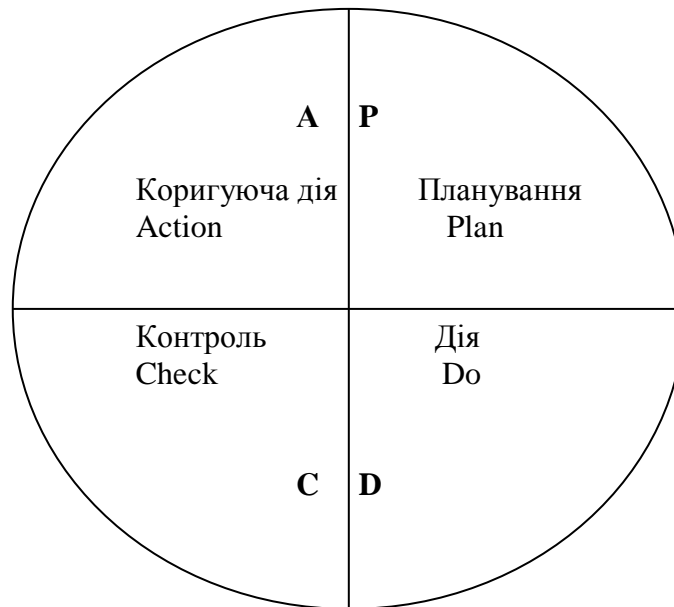 A P
Коригуюча дія Планування
Action Plan
Контроль Дія
Check Do
C D